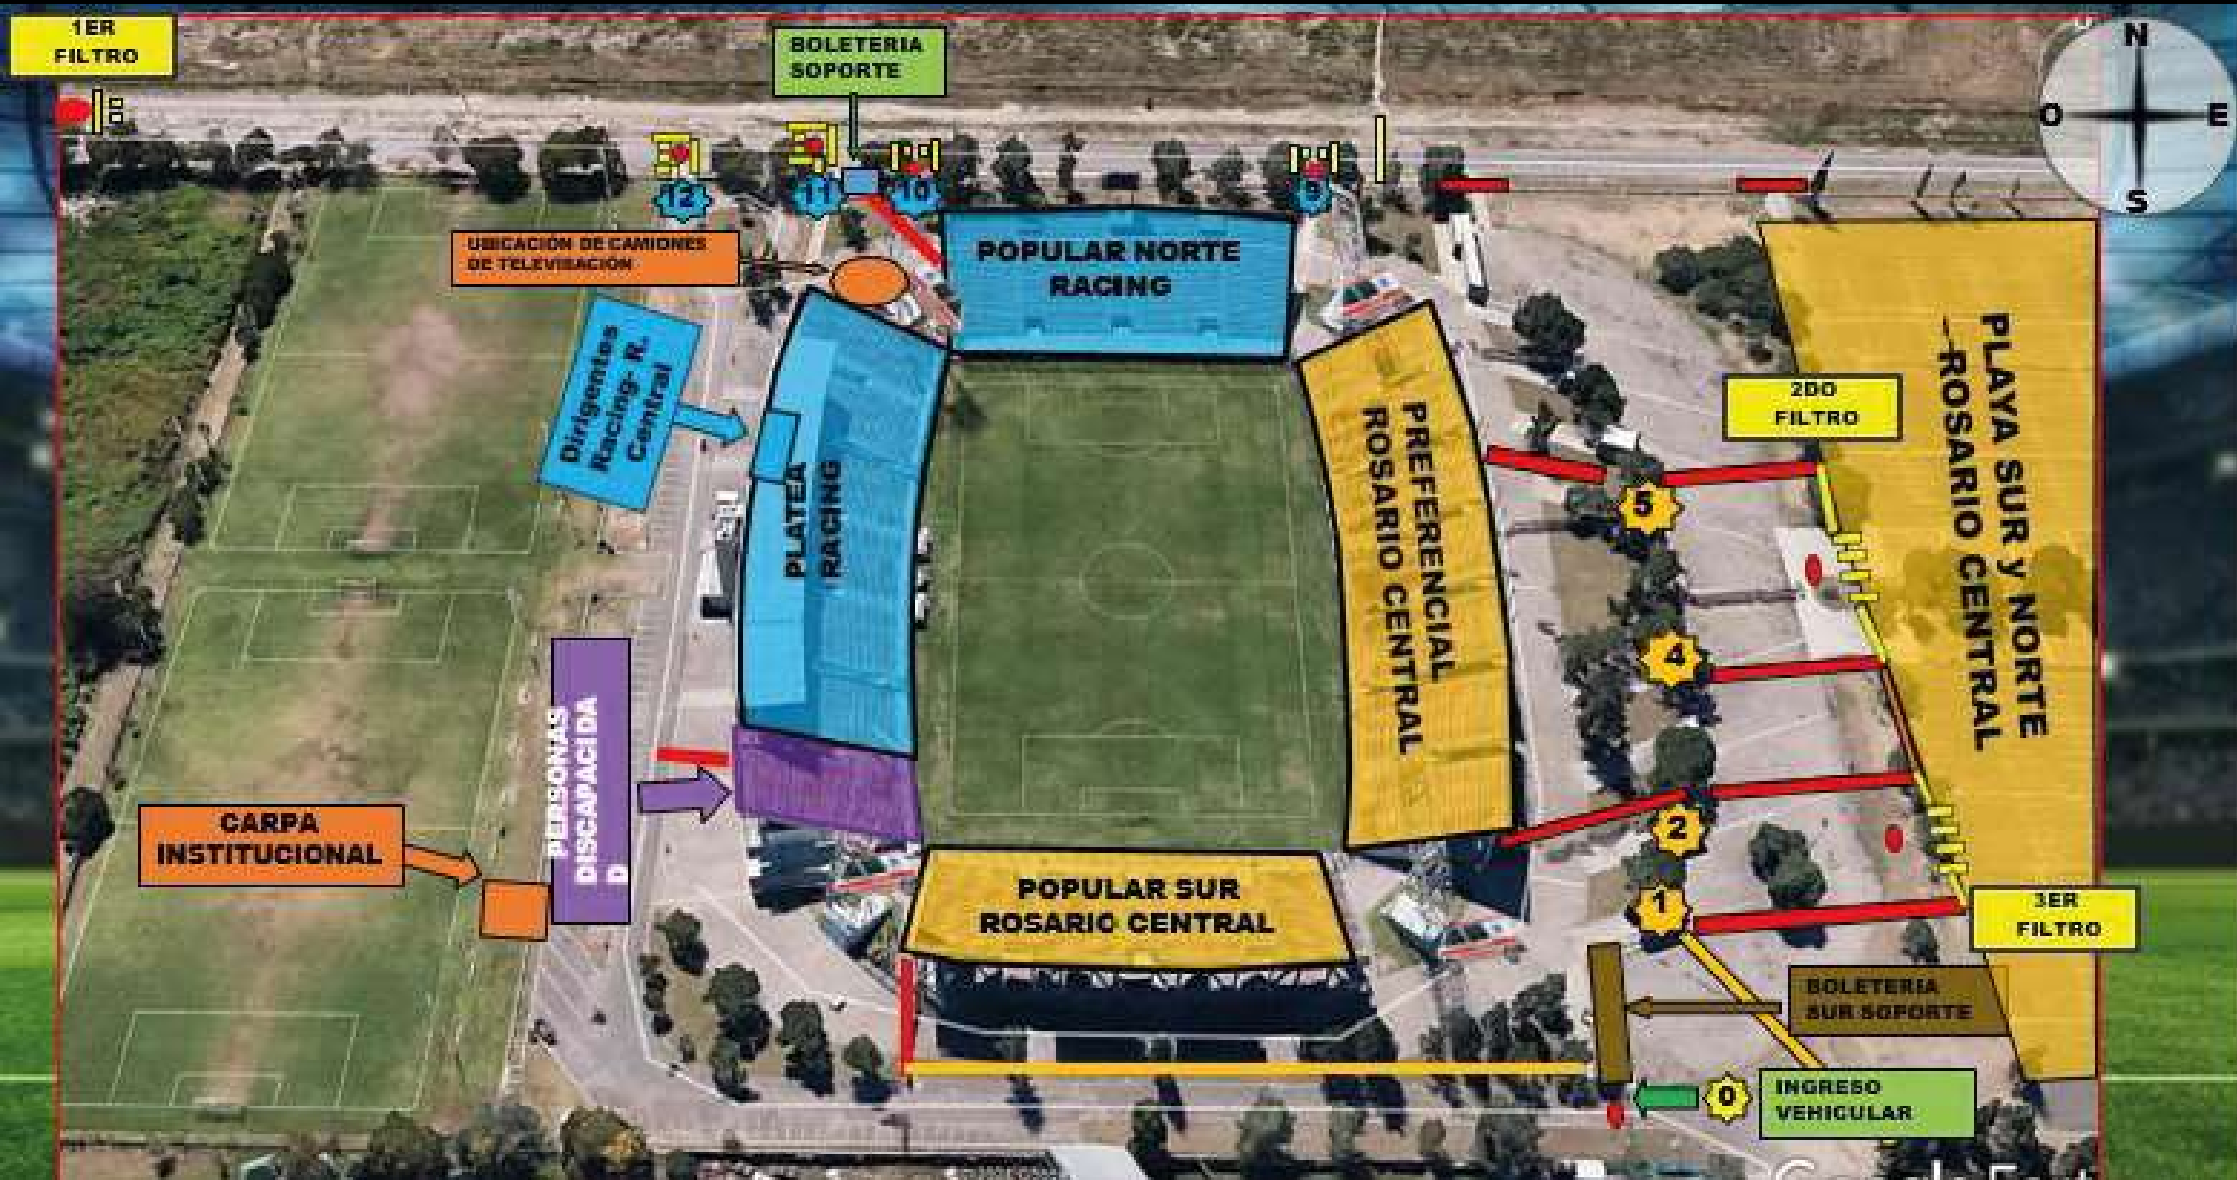 1ER
FILTRO
BOLETERIA
SOPORTE
N
O
E
S
12
11
10
9
UBICACIÓN DE CAMIONES
DE TELEVISACIÓN
POPULAR NORTE
RACING
Dirigentes
Racing- R.
Central
PLATEA
RACING
PREFERENCIAL
ROSARIO CENTRAL
2DO
FILTRO
PLAYA SUR y NORTE
–ROSARIO CENTRAL
5
4
2
1
PERSONAS
DISCAPACIDA
D
CARPA
INSTITUCIONAL
POPULAR SUR
ROSARIO CENTRAL
3ER
FILTRO
BOLETERIA
SUR SOPORTE
0
INGRESO
VEHICULAR